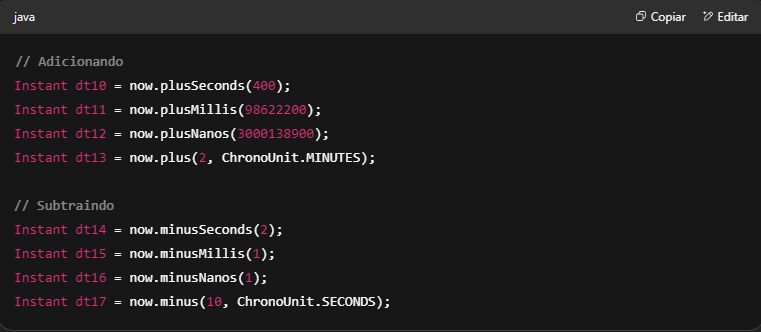 java
Copiar
Editar
// Adicionando
Instant dt10 = now.plusSeconds(400);
Instant dt11 = now.plusMillis(98622200);
Instant dt12 = now.plusNanos(3000138900);
Instant dt13 = now.plus(2, ChronoUnit.MINUTES);
// Subtraindo
Instant dt14 = now.minusSeconds(2);
Instant dt15 = now.minusMillis(1);
Instant dt16 = now.minusNanos(1);
Instant dt17 = now.minus(10, ChronoUnit.SECONDS);